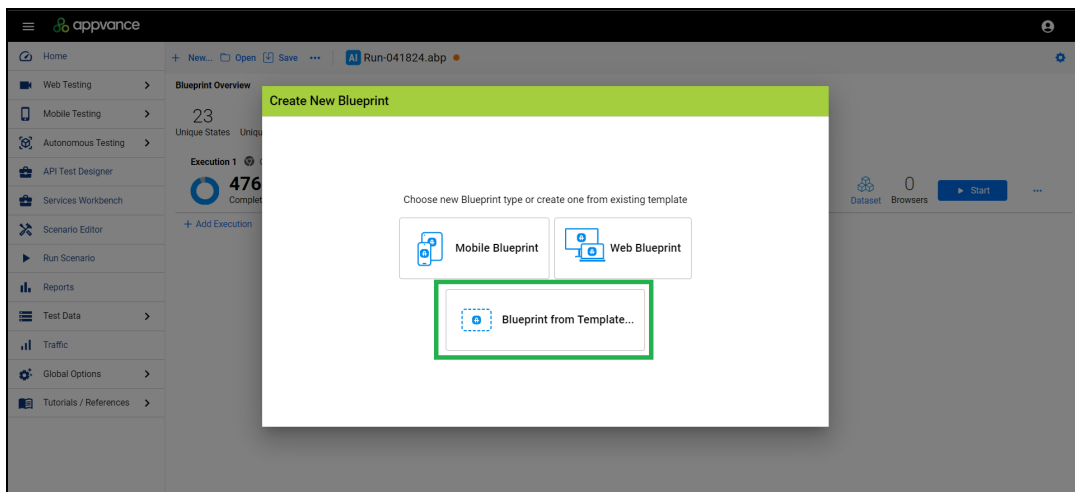 appvance
Home
+ New... Open Save ••• AI Run-041824.abp
Web Testing
Blueprint Overview
Create New Blueprint
Mobile Testing
23
Unique States Uniqu
Autonomous Testing
Execution 1
API Test Designer
476
Complet
0
Dataset Browsers
Start
Services Workbench
Choose new Blueprint type or create one from existing template
Scenario Editor
+ Add Execution
Mobile Blueprint Web Blueprint
Run Scenario
Reports
Test Data
Blueprint from Template...
Traffic
Global Options
Tutorials / References